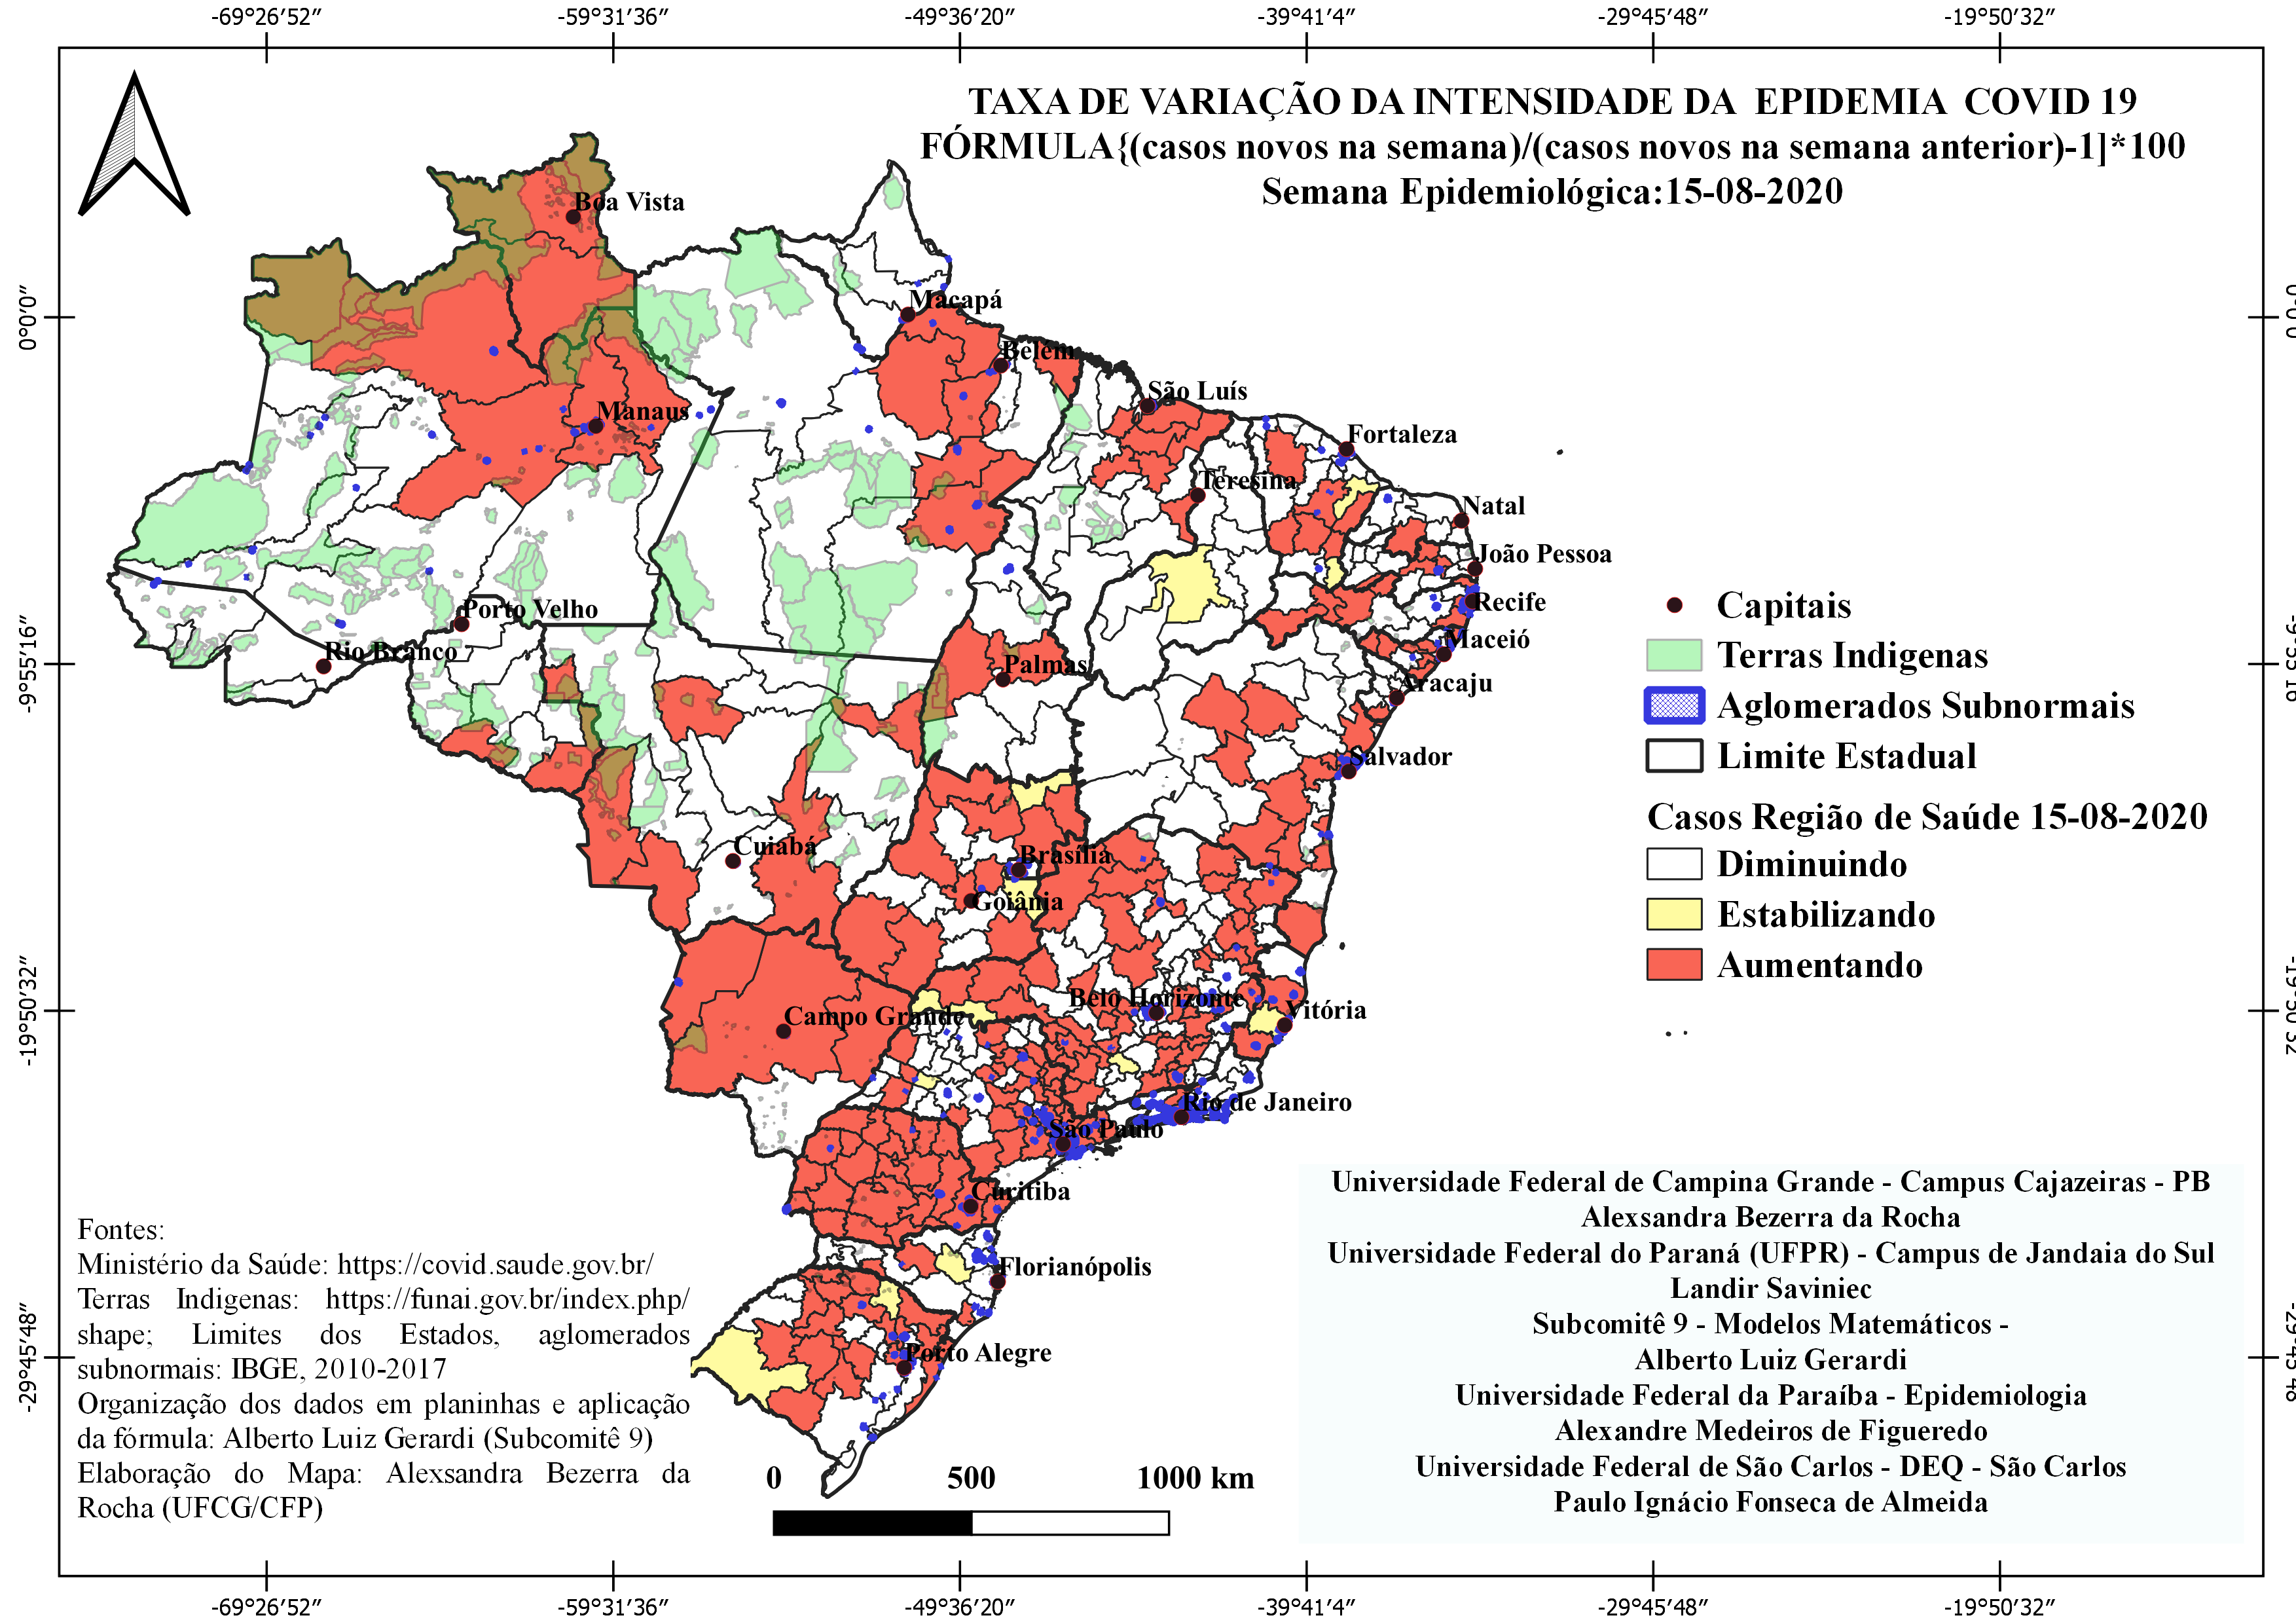 -69°26′52″ -59°31′36″ -49°36′20″ -39°41′4″ -29°45′48″ -19°50′32″
TAXA DE VARIAÇÃO DA INTENSIDADE DA EPIDEMIA COVID 19
FÓRMULA{(casos novos na semana)/(casos novos na semana anterior)-1]*100
Semana Epidemiológica:15-08-2020
0°0′0″
-9°55′16″
-19°50′32″
-29°45′48″
0°0′0″
-9°55′16″
-19°50′32″
-29°45′48″
Boa Vista
Macapá
Belém
São Luís
Manaus
Fortaleza
Teresina
Natal
João Pessoa
Porto Velho
Recife
Rio Branco
Maceió
Palmas
Aracaju
Salvador
Cuiabá
Brasília
Goiânia
Belo Horizonte
Vitória
Campo Grande
Rio de Janeiro
São Paulo
Curitiba
Florianópolis
Porto Alegre
Capitais
Terras Indigenas
Aglomerados Subnormais
Limite Estadual
Casos Região de Saúde 15-08-2020
Diminuindo
Estabilizando
Aumentando
Fontes:
Ministério da Saúde: https://covid.saude.gov.br/
Terras Indigenas: https://funai.gov.br/index.php/
shape; Limites dos Estados, aglomerados
subnormais: IBGE, 2010-2017
Organização dos dados em planinhas e aplicação
da fórmula: Alberto Luiz Gerardi (Subcomitê 9)
Elaboração do Mapa: Alexsandra Bezerra da
Rocha (UFCG/CFP)
0 500 1000 km
Universidade Federal de Campina Grande - Campus Cajazeiras - PB
Alexsandra Bezerra da Rocha
Universidade Federal do Paraná (UFPR) - Campus de Jandaia do Sul
Landir Saviniec
Subcomitê 9 - Modelos Matemáticos -
Alberto Luiz Gerardi
Universidade Federal da Paraíba - Epidemiologia
Alexandre Medeiros de Figueredo
Universidade Federal de São Carlos - DEQ - São Carlos
Paulo Ignácio Fonseca de Almeida
-69°26′52″ -59°31′36″ -49°36′20″ -39°41′4″ -29°45′48″ -19°50′32″